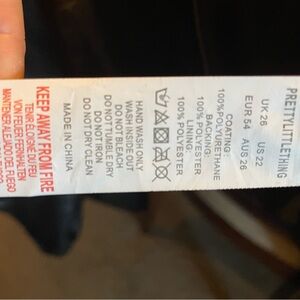 PRETTYLITTLETHING
UK 26 US 22
EUR 54 AUS 26
COATING:
100%POLYURETHANE
BACKING:
100% POLYESTER
LINING:
100% POLYESTER
HAND WASH ONLY
WASH INSIDE OUT
DO NOT BLEACH
DO NOT TUMBLE DRY
DO NOT IRON
DO NOT DRY CLEAN
MADE IN CHINA
KEEP AWAY FROM FIRE
TENIR ÉLOIGNÉ DU FEU
VON FEUER FERNHALTEN
MANTENER ALEJADO DEL FUEGO